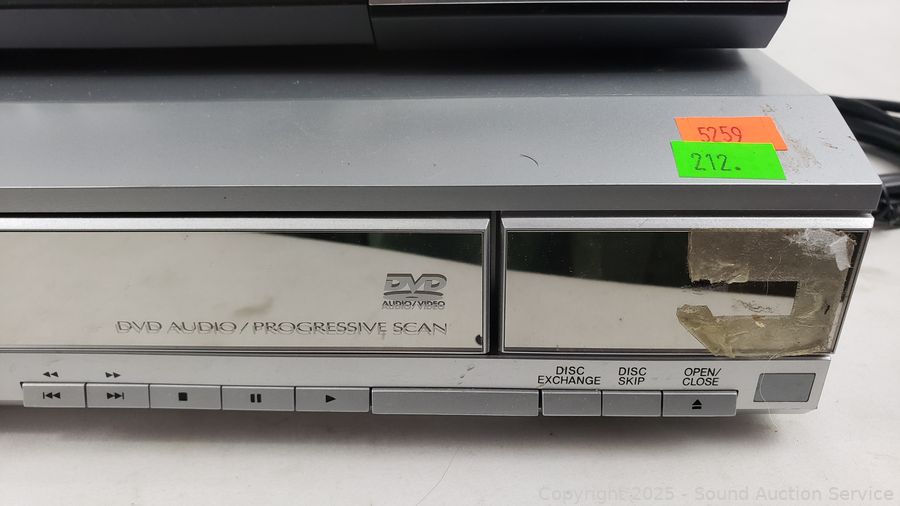 5259
212.
DVD
AUDIO/VIDEO
DVD AUDIO / PROGRESSIVE SCAN
DISC
EXCHANGE
DISC
SKIP
OPEN/
CLOSE
Copyright 2025 - Sound Auction Service